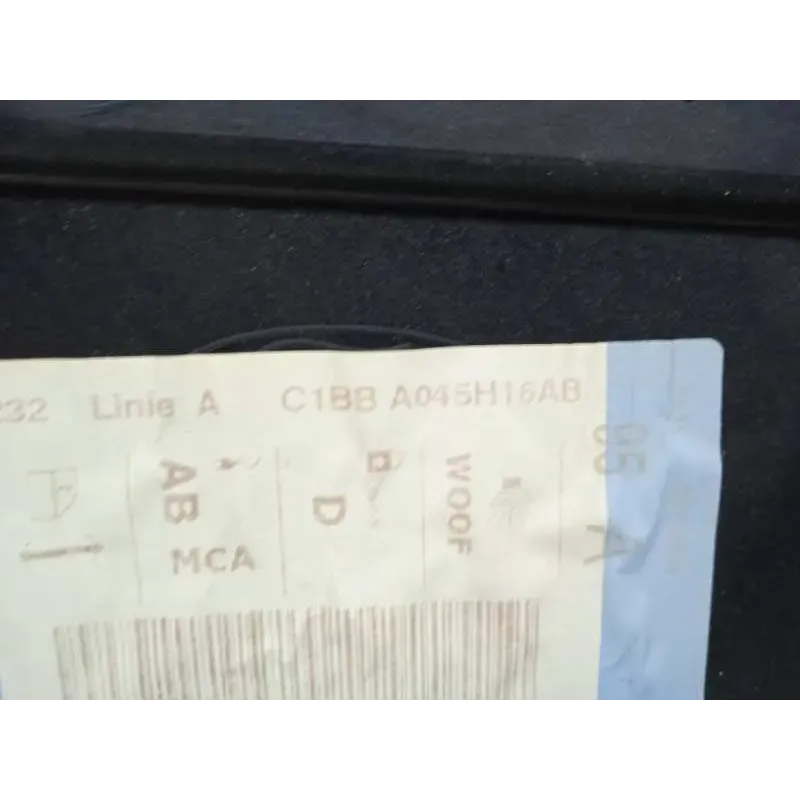 232 Linie A C1BB A045H16AB
AB
MCA
D
WOOF
05
A